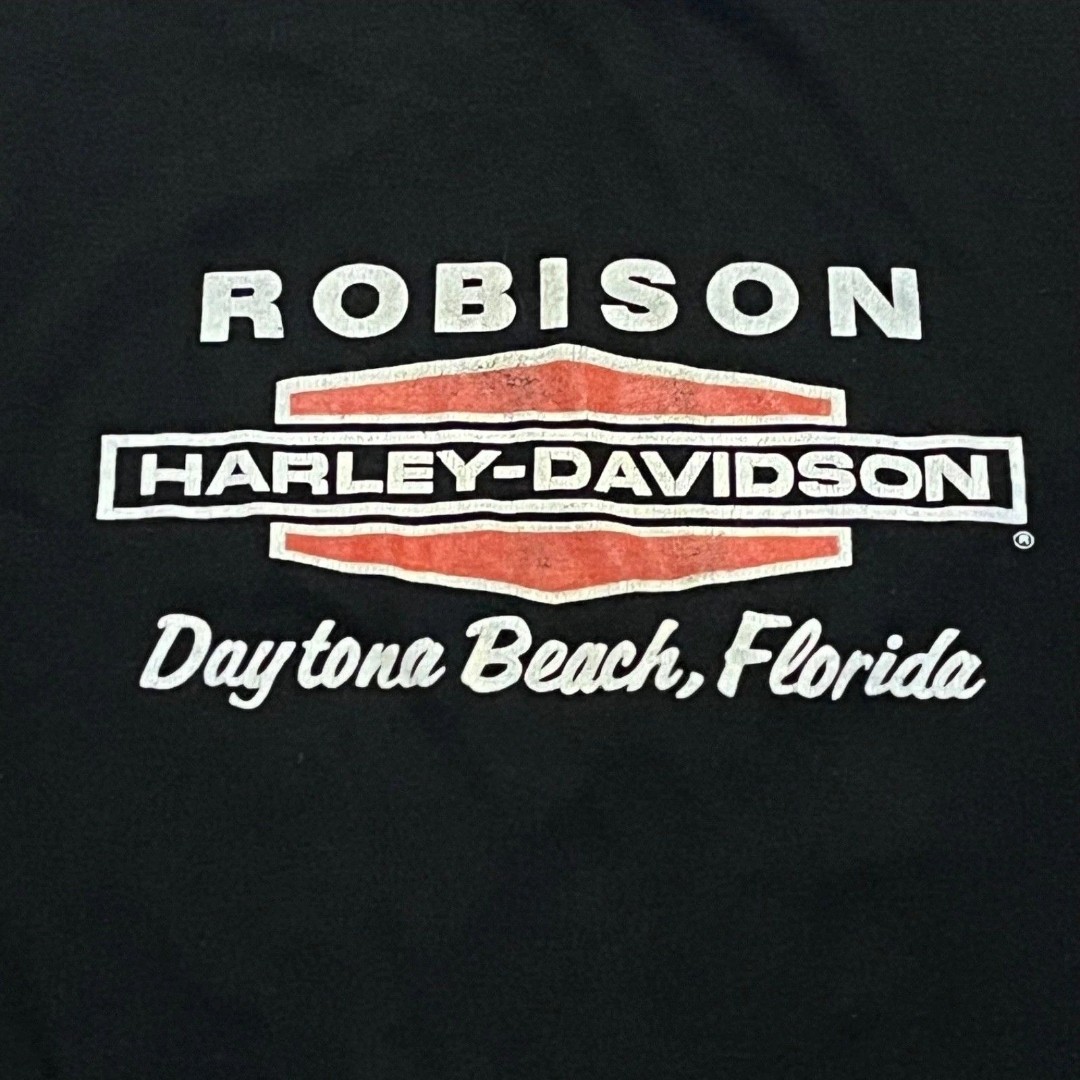 ROBISON
HARLEY-DAVIDSON
®
Daytona Beach, Florida